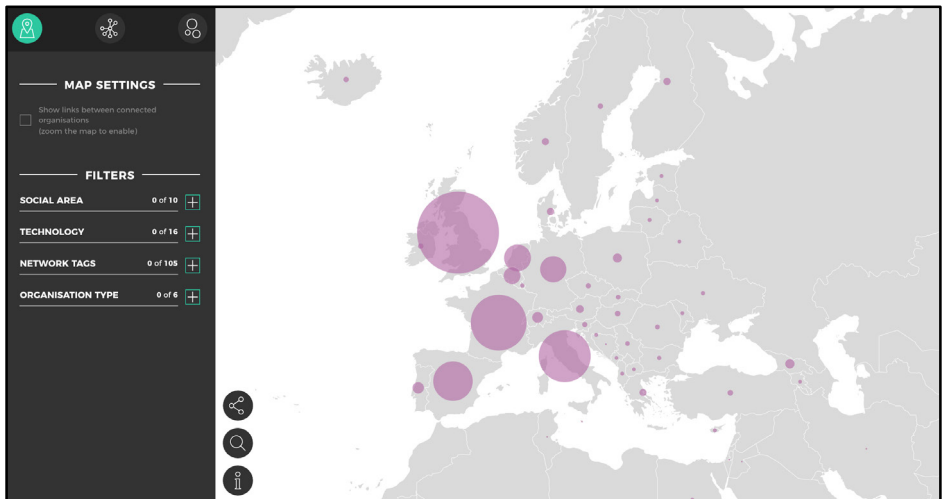 MAP SETTINGS
Show links between connected
organisations
(zoom the map to enable)
FILTERS
SOCIAL AREA 0 of 10
TECHNOLOGY 0 of 16
NETWORK TAGS 0 of 105
ORGANISATION TYPE 0 of 6